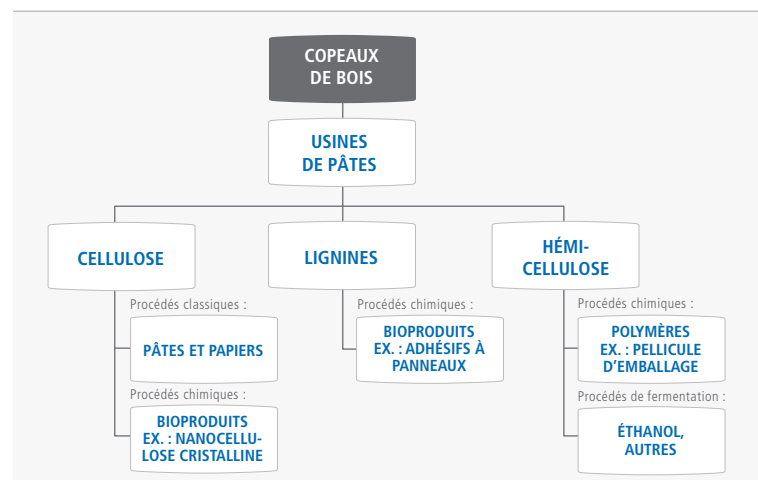 COPEAUX
DE BOIS
USINES
DE PÂTES
CELLULOSE
LIGNINES
HÉMI-
CELLULOSE
Procédés classiques :
PÂTES ET PAPIERS
Procédés chimiques :
BIOPRODUITS
EX. : NANOCELLU-
LOSE CRISTALLINE
Procédés chimiques :
BIOPRODUITS
EX. : ADHÉSIFS À
PANNEAUX
Procédés chimiques :
POLYMÈRES
EX. : PELLICULE
D'EMBALLAGE
Procédés de fermentation :
ÉTHANOL,
AUTRES